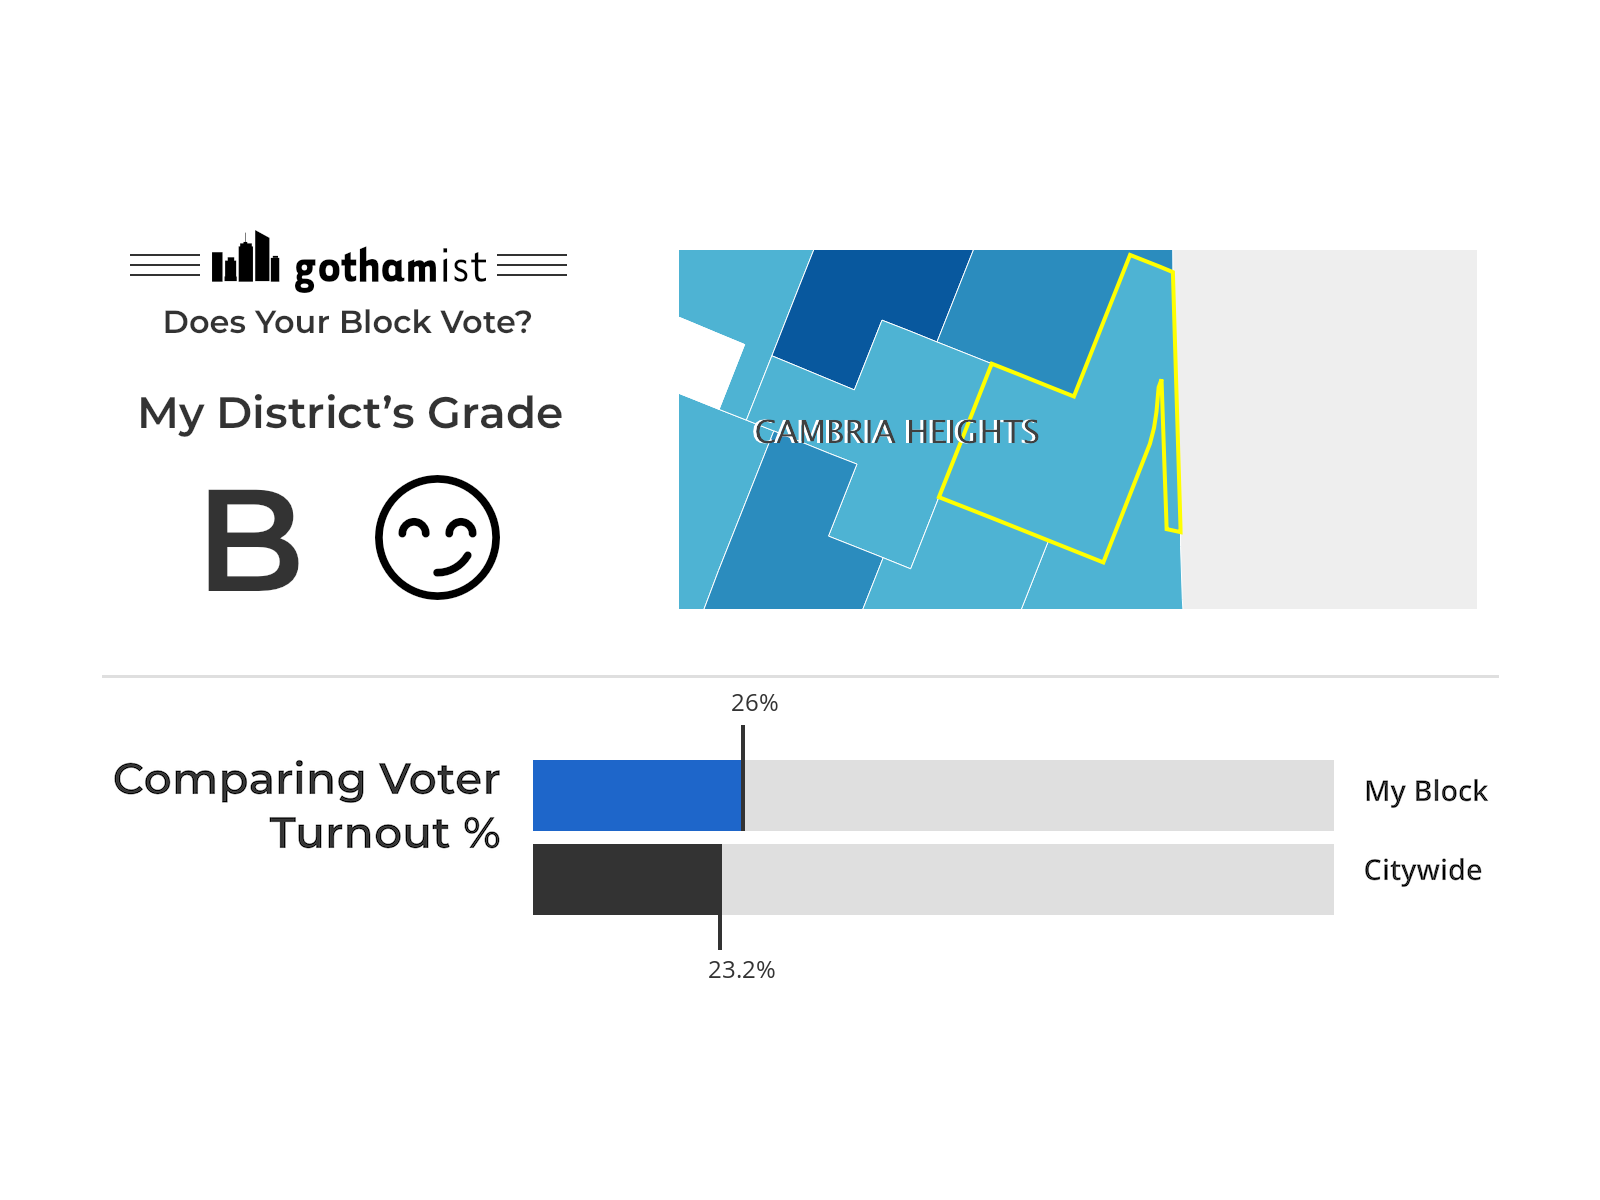 gothamist
Does Your Block Vote?
My District’s Grade
B
CAMBRIA HEIGHTS
26%
Comparing Voter
Turnout %
My Block
Citywide
23.2%